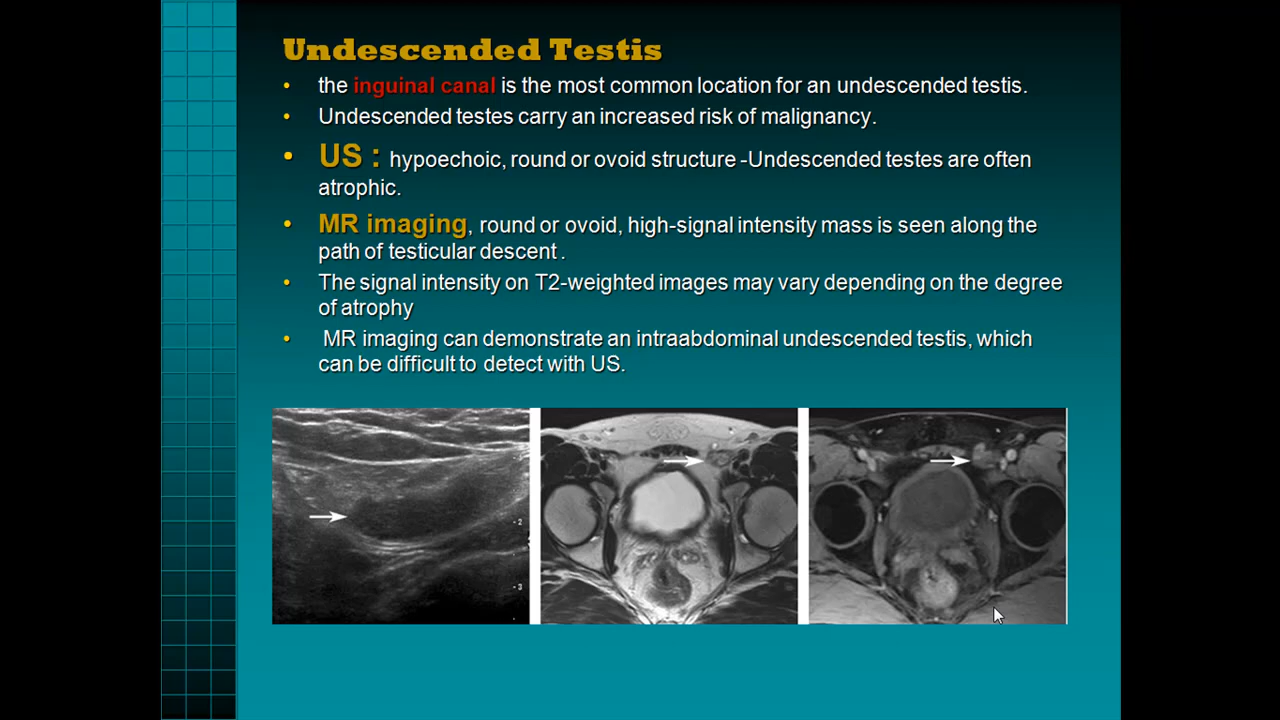 Undescended Testis
• the inguinal canal is the most common location for an undescended testis.
• Undescended testes carry an increased risk of malignancy.
• US : hypoechoic, round or ovoid structure -Undescended testes are often
atrophic.
• MR imaging, round or ovoid, high-signal intensity mass is seen along the
path of testicular descent .
• The signal intensity on T2-weighted images may vary depending on the degree
of atrophy
• MR imaging can demonstrate an intraabdominal undescended testis, which
can be difficult to detect with US.
- 2
- 3